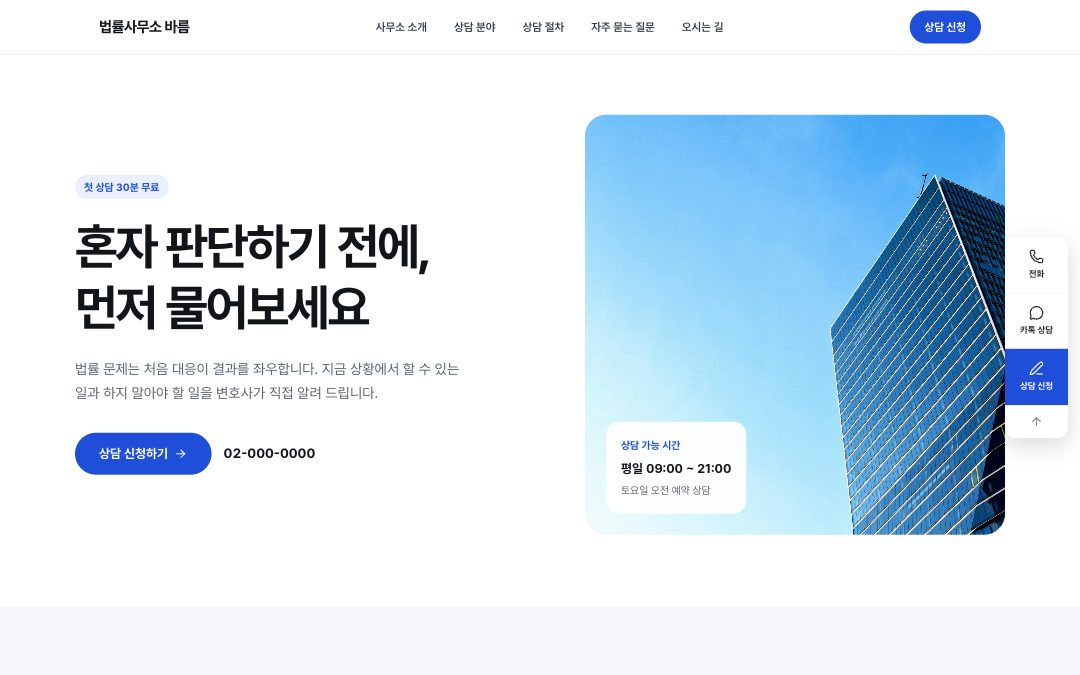 법률사무소 바름
사무소 소개
상담 분야
상담 절차
자주 묻는 질문
오시는 길
상담 신청
첫 상담 30분 무료
혼자 판단하기 전에,
먼저 물어보세요
법률 문제는 처음 대응이 결과를 좌우합니다. 지금 상황에서 할 수 있는
일과 하지 말아야 할 일을 변호사가 직접 알려 드립니다.
상담 신청하기 →
02-000-0000
상담 가능 시간
평일 09:00 ~ 21:00
토요일 오전 예약 상담
전화
카톡 상담
상담 신청